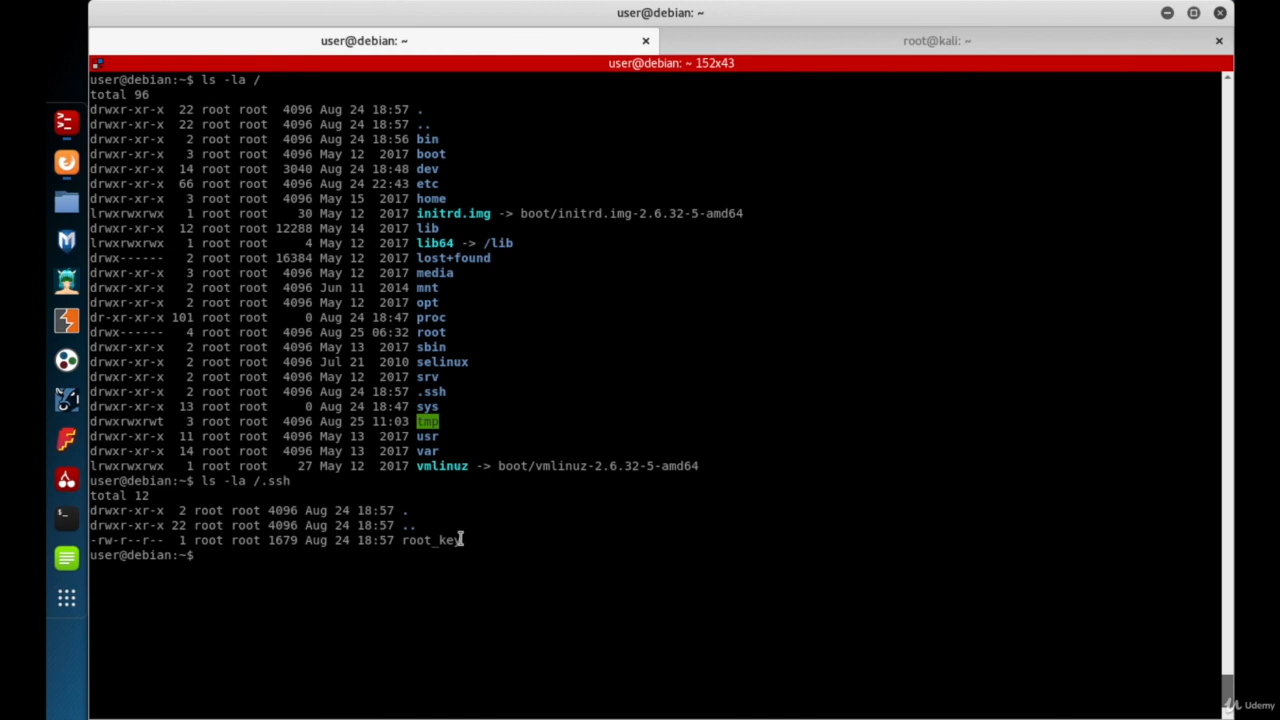 user@debian: ~
user@debian: ~
root@kali: ~
user@debian: ~ 152x43
user@debian:~$ ls -la /
total 96
drwxr-xr-x  22 root root  4096 Aug 24 18:57 .
drwxr-xr-x  22 root root  4096 Aug 24 18:57 ..
drwxr-xr-x   2 root root  4096 Aug 24 18:56 bin
drwxr-xr-x   3 root root  4096 May 12  2017 boot
drwxr-xr-x  14 root root  3040 Aug 24 18:48 dev
drwxr-xr-x  66 root root  4096 Aug 24 22:43 etc
drwxr-xr-x   3 root root  4096 May 15  2017 home
lrwxrwxrwx   1 root root    30 May 12  2017 initrd.img -> boot/initrd.img-2.6.32-5-amd64
drwxr-xr-x  12 root root 12288 May 14  2017 lib
lrwxrwxrwx   1 root root     4 May 12  2017 lib64 -> /lib
drwx------   2 root root 16384 May 12  2017 lost+found
drwxr-xr-x   3 root root  4096 May 12  2017 media
drwxr-xr-x   2 root root  4096 Jun 11  2014 mnt
drwxr-xr-x   2 root root  4096 May 12  2017 opt
dr-xr-xr-x 101 root root     0 Aug 24 18:47 proc
drwx------   4 root root  4096 Aug 25 06:32 root
drwxr-xr-x   2 root root  4096 May 13  2017 sbin
drwxr-xr-x   2 root root  4096 Jul 21  2010 selinux
drwxr-xr-x   2 root root  4096 May 12  2017 srv
drwxr-xr-x   2 root root  4096 Aug 24 18:57 .ssh
drwxr-xr-x  13 root root     0 Aug 24 18:47 sys
drwxrwxrwt   3 root root  4096 Aug 25 11:03 tmp
drwxr-xr-x  11 root root  4096 May 13  2017 usr
drwxr-xr-x  14 root root  4096 May 13  2017 var
lrwxrwxrwx   1 root root    27 May 12  2017 vmlinuz -> boot/vmlinuz-2.6.32-5-amd64
user@debian:~$ ls -la /.ssh
total 12
drwxr-xr-x  2 root root 4096 Aug 24 18:57 .
drwxr-xr-x 22 root root 4096 Aug 24 18:57 ..
-rw-r--r--  1 root root 1679 Aug 24 18:57 root_key
user@debian:~$
Udemy